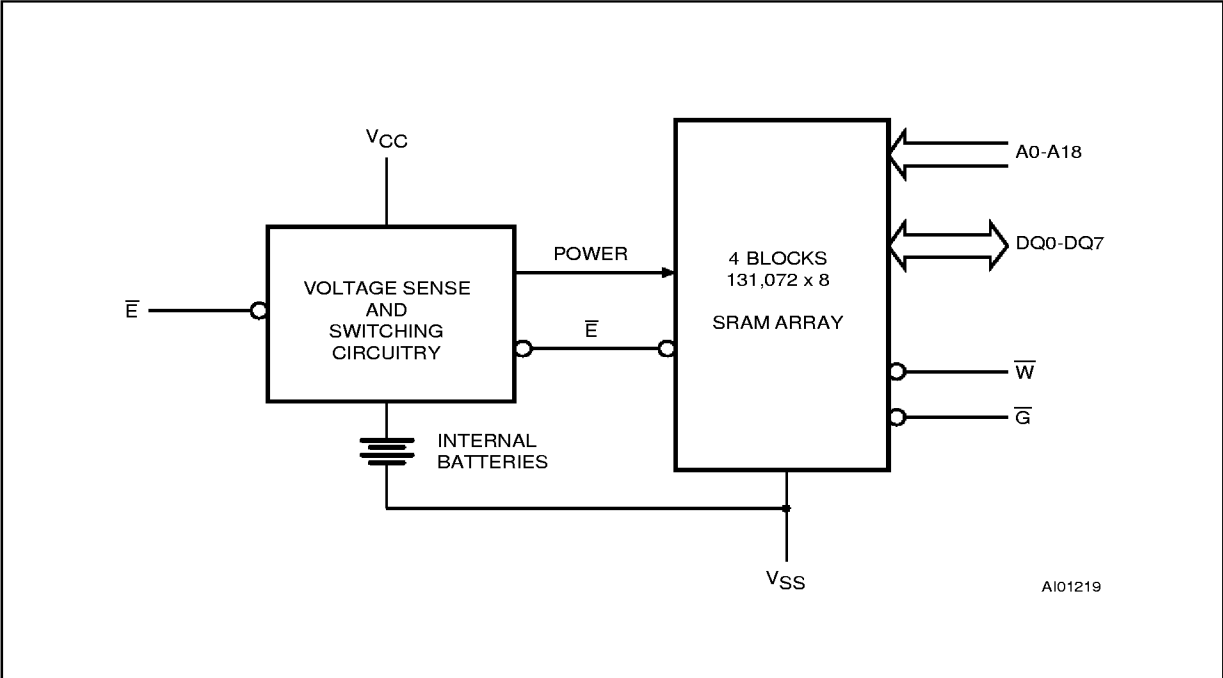 VCC
A0-A18
DQ0-DQ7
POWER
4 BLOCKS
131,072 x 8
SRAM ARRAY
E̅
VOLTAGE SENSE
AND
SWITCHING
CIRCUITRY
E̅
W̅
G̅
INTERNAL
BATTERIES
VSS
AI01219